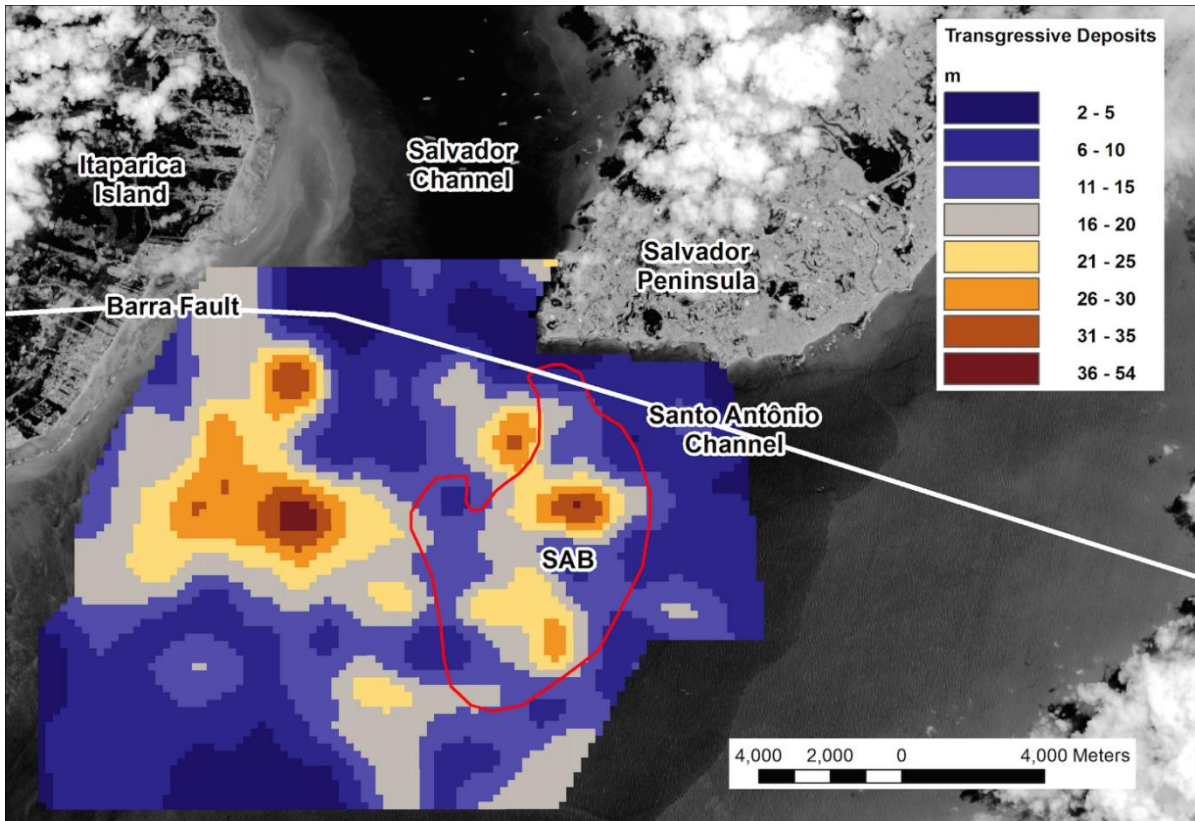 Transgressive Deposits
m
2 - 5
6 - 10
11 - 15
16 - 20
21 - 25
26 - 30
31 - 35
36 - 54
Itaparica
Island
Salvador
Channel
Salvador
Peninsula
Barra Fault
Santo Antônio
Channel
SAB
4,000 2,000 0 4,000 Meters